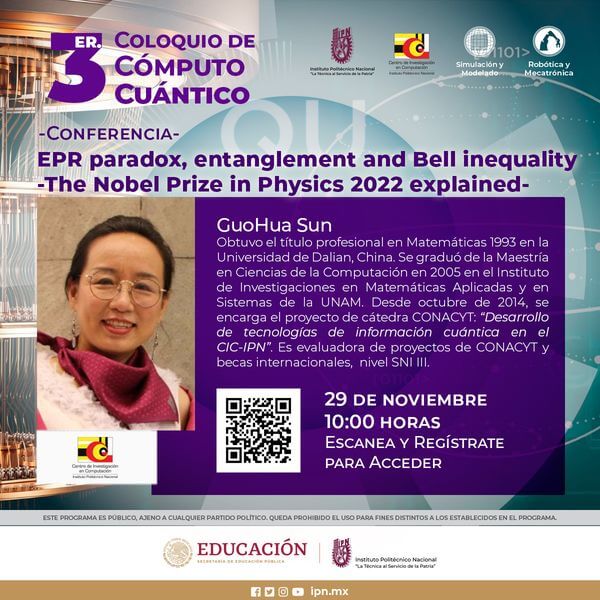 3ER. COLOQUIO DE
CÓMPUTO
CUÁNTICO
Instituto Politécnico Nacional
"La Técnica al Servicio de la Patria"
Centro de Investigación
en Computación
Instituto Politécnico Nacional
Simulación y
Modelado
1101>
Robótica y
Mecatrónica
QU
-CONFERENCIA-
EPR paradox, entanglement and Bell inequality
-The Nobel Prize in Physics 2022 explained-
GuoHua Sun
Obtuvo el título profesional en Matemáticas 1993 en la
Universidad de Dalian, China. Se graduó de la Maestría
en Ciencias de la Computación en 2005 en el Instituto
de Investigaciones en Matemáticas Aplicadas y en
Sistemas de la UNAM. Desde octubre de 2014, se
encarga el proyecto de cátedra CONACYT: "Desarrollo
de tecnologías de información cuántica en el
CIC-IPN". Es evaluadora de proyectos de CONACYT y
becas internacionales, nivel SNI III.
29 DE NOVIEMBRE
10:00 HORAS
ESCANEA Y REGÍSTRATE
PARA ACCEDER
Centro de Investigación
en Computación
Instituto Politécnico Nacional
ESTE PROGRAMA ES PÚBLICO, AJENO A CUALQUIER PARTIDO POLÍTICO. QUEDA PROHIBIDO EL USO PARA FINES DISTINTOS A LOS ESTABLECIDOS EN EL PROGRAMA.
EDUCACIÓN
SECRETARÍA DE EDUCACIÓN PÚBLICA
Instituto Politécnico Nacional
"La Técnica al Servicio de la Patria"
ipn.mx